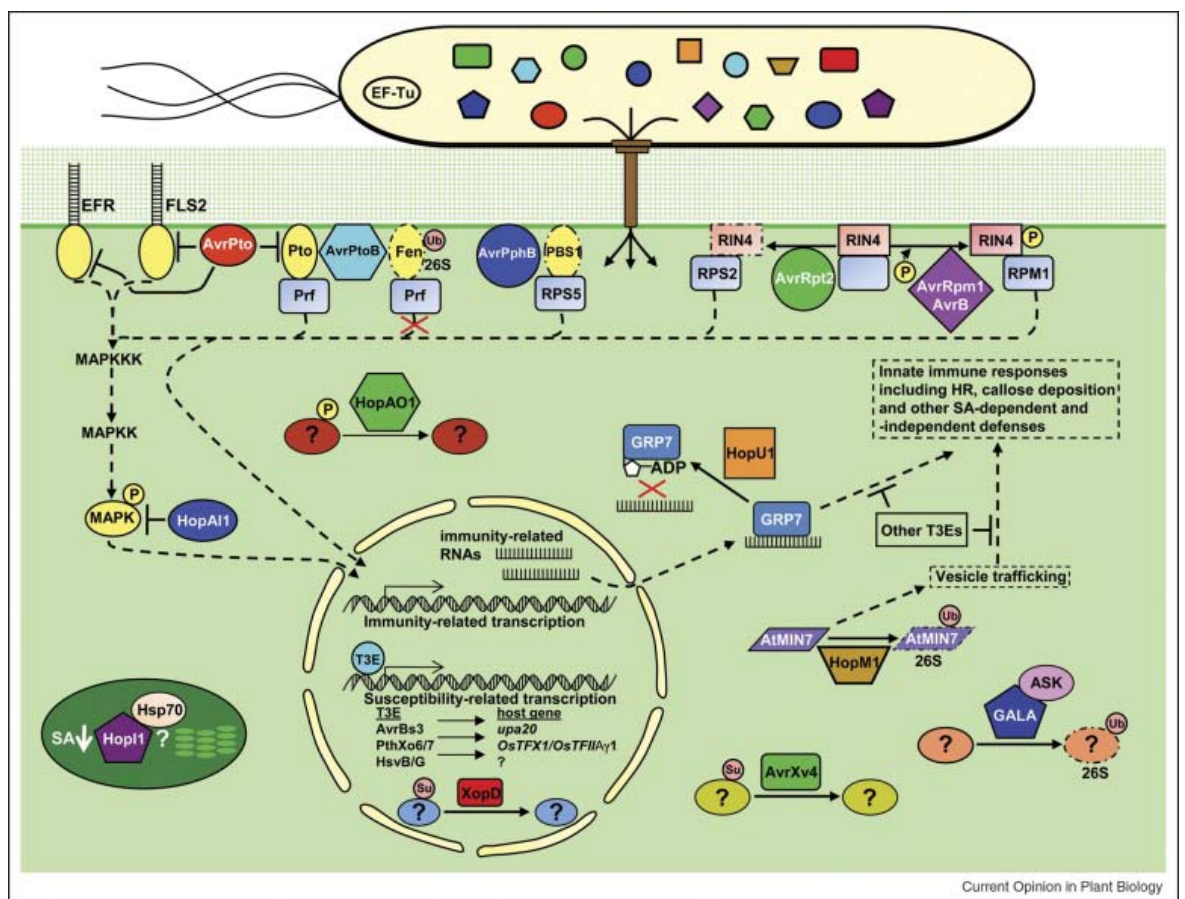 EF-Tu
EFR
FLS2
AvrPto
Pto
AvrPtoB
Fen
Ub
26S
Prf
Prf
AvrPphB
PBS1
RPS5
RIN4
RPS2
AvrRpt2
RIN4
P
AvrRpm1
AvrB
RIN4
P
RPM1
MAPKKK
MAPKK
P
MAPK
HopAI1
P
?
HopAO1
?
GRP7
ADP
HopU1
GRP7
Innate immune responses
including HR, callose deposition
and other SA-dependent and
-independent defenses
Other T3Es
Vesicle trafficking
immunity-related
RNAs
Immunity-related transcription
T3E
Susceptibility-related transcription
T3E host gene
AvrBs3 upa20
PthXo6/7 OsTFX1/OsTFIIAγ1
HsvB/G ?
Su
?
XopD
?
AtMIN7
HopM1
Ub
AtMIN7
26S
ASK
GALA
?
Ub
?
26S
Su
?
AvrXv4
?
SA
HopI1
Hsp70
?
Current Opinion in Plant Biology